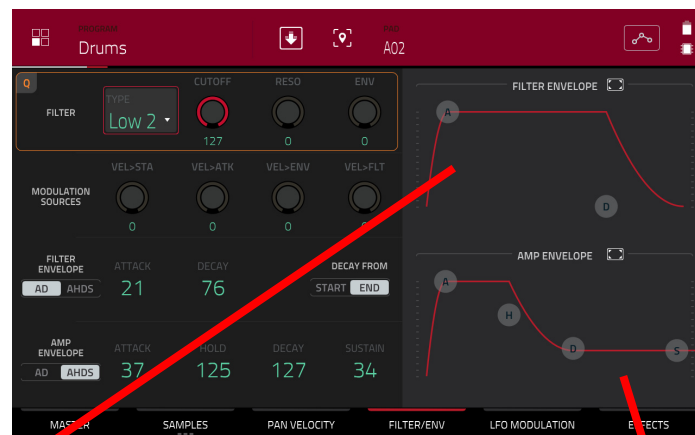 PROGRAM PAD
Drums A02
Q
FILTER TYPE Low 2 CUTOFF 127 RESO 0 ENV 0
FILTER ENVELOPE
A
D
MODULATION SOURCES
VEL>STA VEL>ATK VEL>ENV VEL>FLT
0 0 0 0
FILTER ENVELOPE
AD AHDS
ATTACK DECAY DECAY FROM
21 76 START END
AMP ENVELOPE
A
H
D
S
AMP ENVELOPE
AD AHDS
ATTACK HOLD DECAY SUSTAIN
37 125 127 34
MASTER SAMPLES PAN VELOCITY FILTER/ENV LFO MODULATION EFFECTS